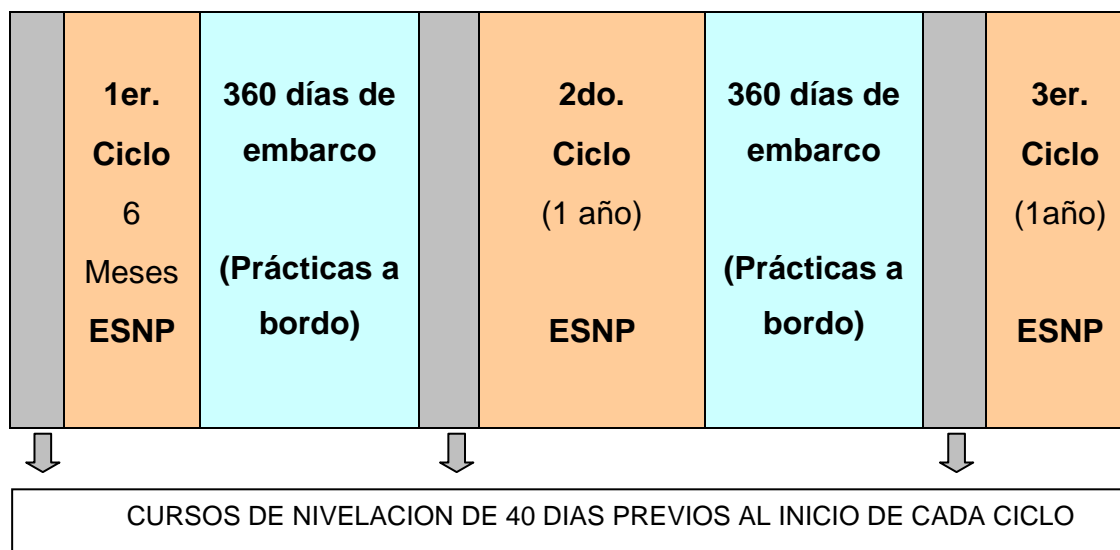 1er.
Ciclo
6
Meses
ESNP
360 días de
embarco
(Prácticas a
bordo)
2do.
Ciclo
(1 año)
ESNP
360 días de
embarco
(Prácticas a
bordo)
3er.
Ciclo
(1año)
ESNP
CURSOS DE NIVELACION DE 40 DIAS PREVIOS AL INICIO DE CADA CICLO